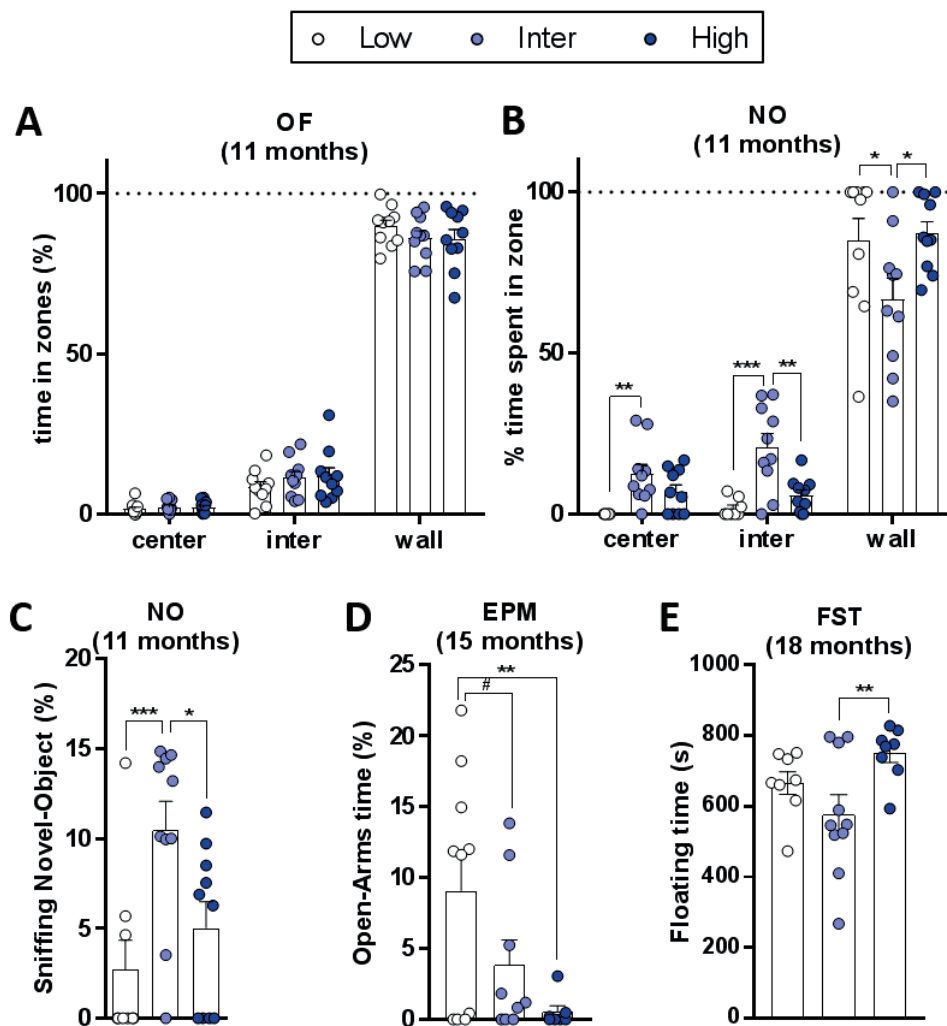 Low Inter High
A
OF
(11 months)
time in zones (%)
100
50
0
center inter wall
B
NO
(11 months)
% time spent in zone
100
50
0
** *** ** * *
center inter wall
C
NO
(11 months)
Sniffing Novel-Object (%)
20
15
10
5
0
*** *
D
EPM
(15 months)
Open-Arms time (%)
25
20
15
10
5
0
**
#
E
FST
(18 months)
Floating time (s)
1000
800
600
400
200
0
**